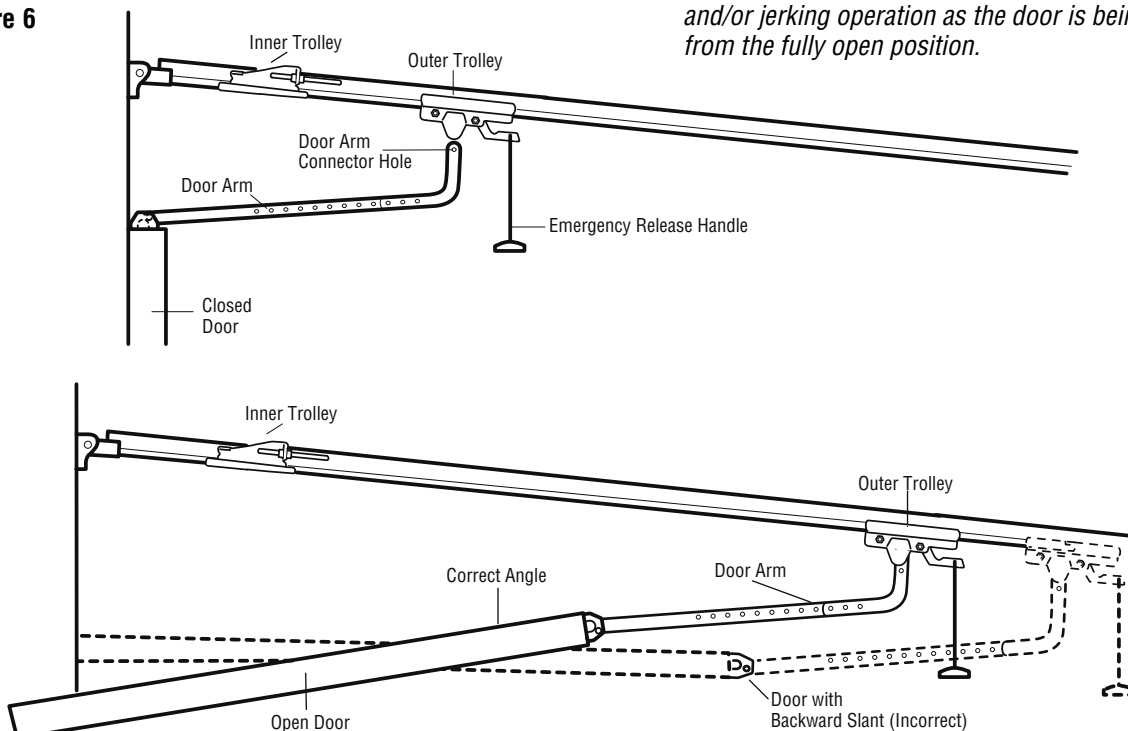 re 6
and/or jerking operation as the door is bein
from the fully open position.
Inner Trolley
Outer Trolley
Door Arm
Connector Hole
Door Arm
Emergency Release Handle
Closed
Door
Inner Trolley
Outer Trolley
Correct Angle
Door Arm
Door with
Backward Slant (Incorrect)
Open Door